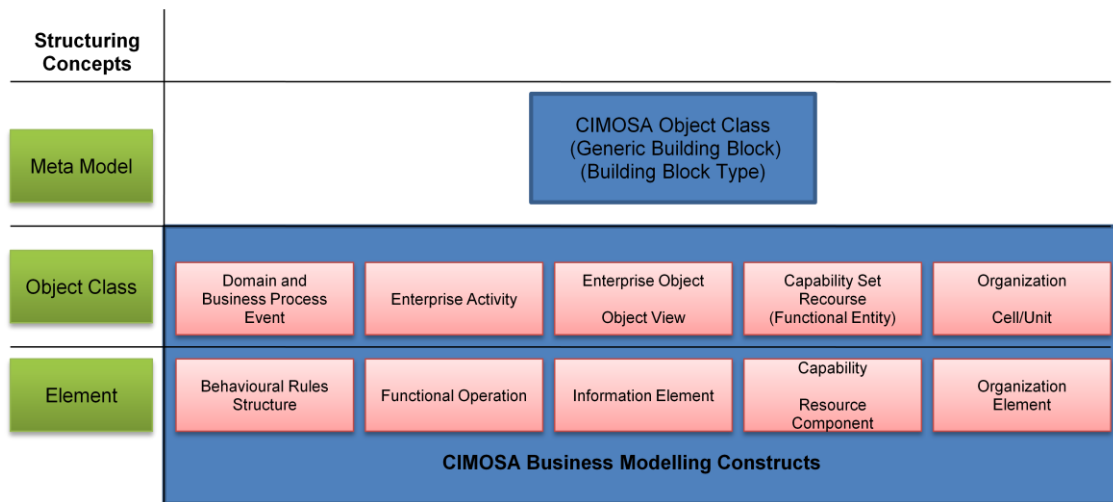 Structuring
Concepts
CIMOSA Object Class
(Generic Building Block)
(Building Block Type)
Meta Model
Object Class
Domain and
Business Process
Event
Enterprise Activity
Enterprise Object
Object View
Capability Set
Recourse
(Functional Entity)
Organization
Cell/Unit
Element
Behavioural Rules
Structure
Functional Operation
Information Element
Capability
Resource
Component
Organization
Element
CIMOSA Business Modelling Constructs